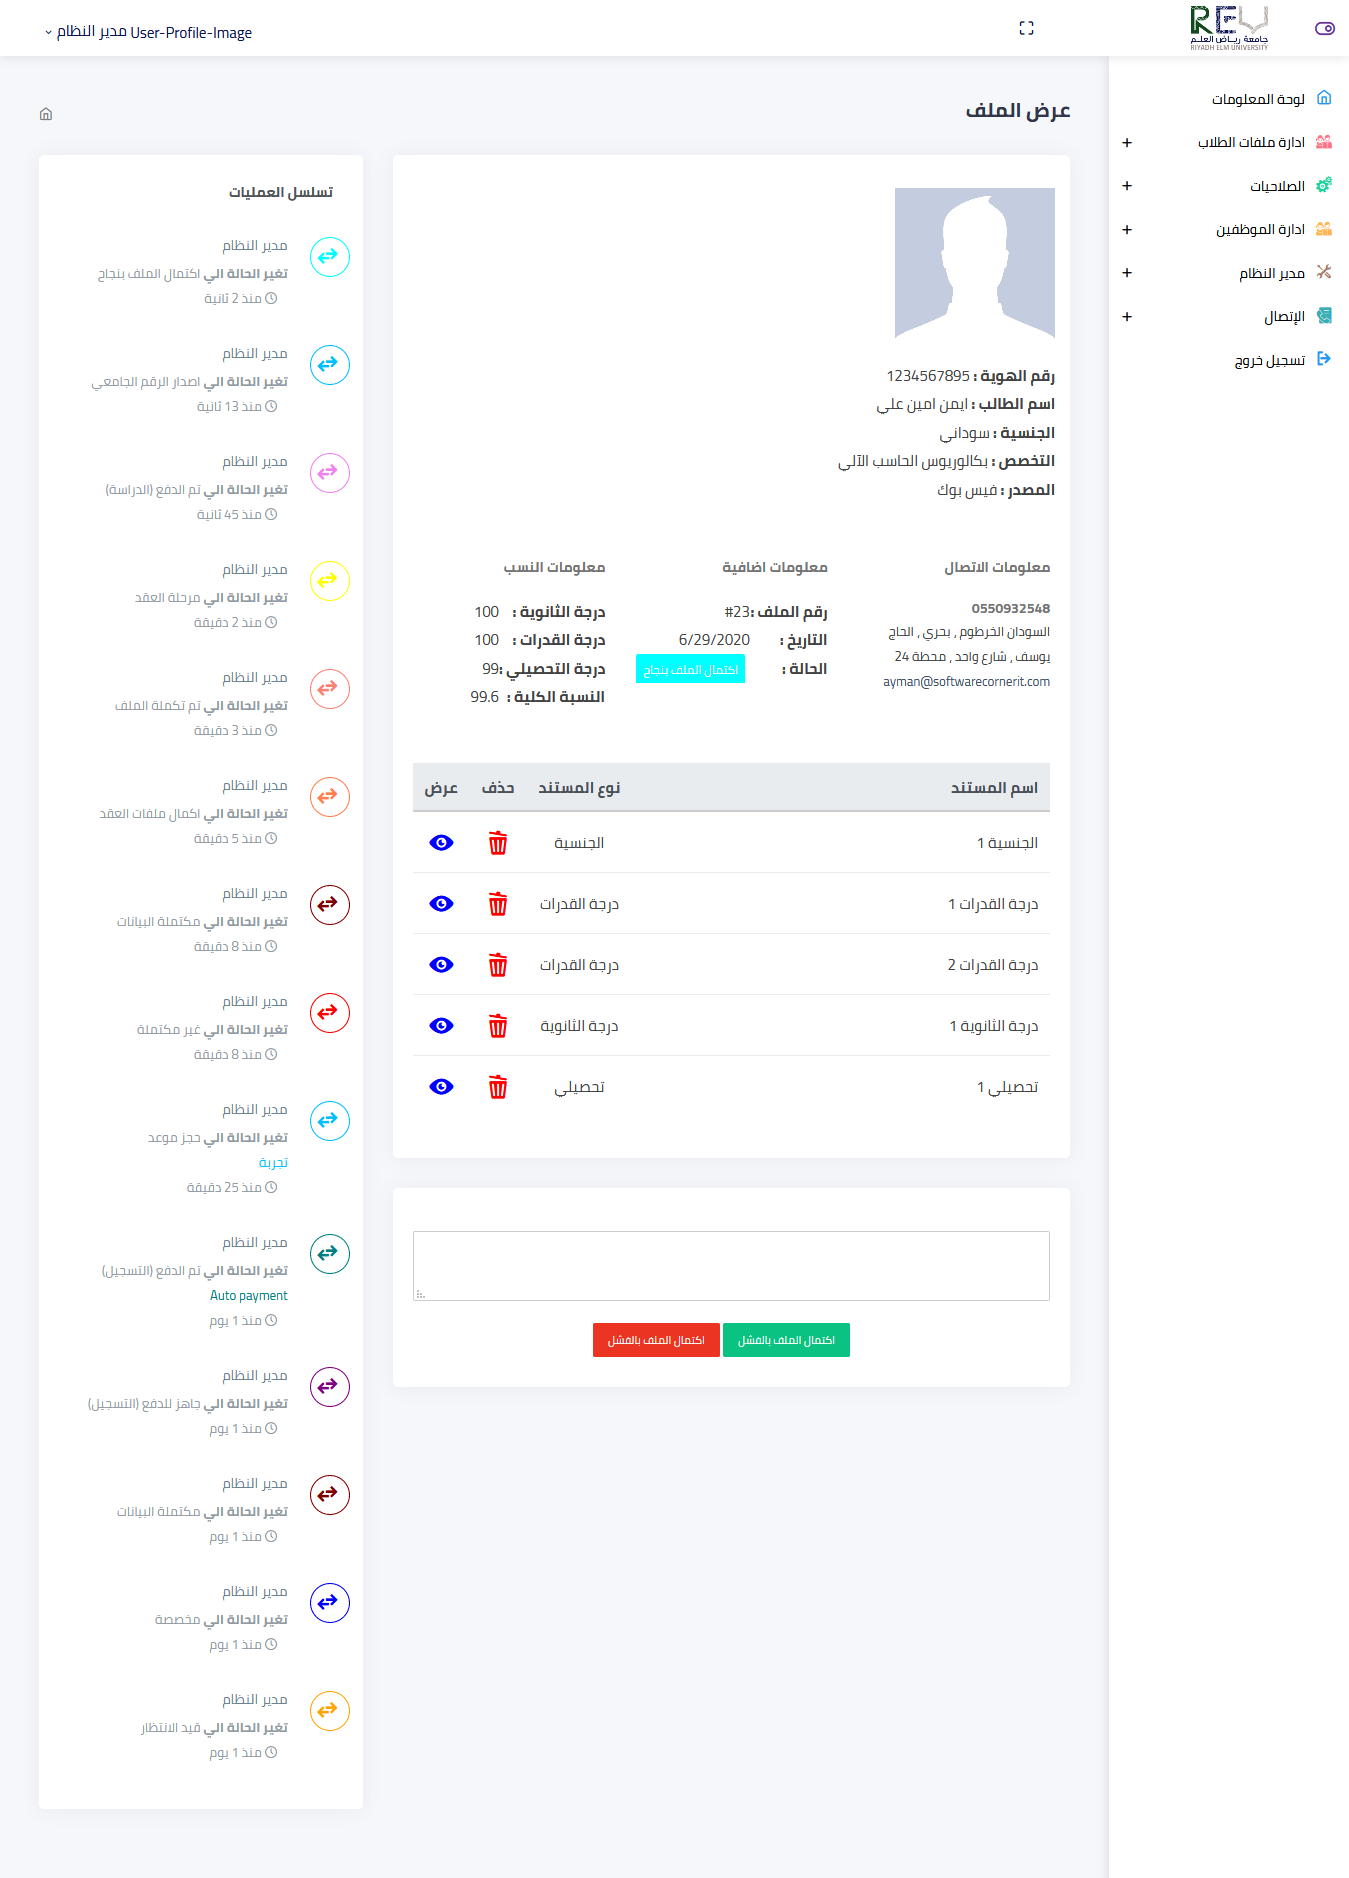 جامعة رياض العلم
RIYADH ELM UNIVERSITY
User-Profile-Image مدير النظام
لوحة المعلومات
ادارة ملفات الطلاب
+
الصلاحيات
+
ادارة الموظفين
+
مدير النظام
+
الإتصال
+
تسجيل خروج
عرض الملف
رقم الهوية : 1234567895
اسم الطالب : ايمن امين علي
الجنسية : سوداني
التخصص : بكالوريوس الحاسب الآلي
المصدر : فيس بوك
معلومات الاتصال
0550932548
السودان الخرطوم , بحري , الحاج
يوسف , شارع واحد , محطة 24
ayman@softwarecornerit.com
معلومات اضافية
رقم الملف :23#
التاريخ : 6/29/2020
الحالة : اكتمال الملف بنجاح
معلومات النسب
درجة الثانوية : 100
درجة القدرات : 100
درجة التحصيلي :99
النسبة الكلية : 99.6
اسم المستند نوع المستند حذف عرض
الجنسية 1 الجنسية
درجة القدرات 1 درجة القدرات
درجة القدرات 2 درجة القدرات
درجة الثانوية 1 درجة الثانوية
تحصيلي 1 تحصيلي
اكتمال الملف بالفشل
اكتمال الملف بالفشل
تسلسل العمليات
مدير النظام
تغير الحالة الي اكتمال الملف بنجاح
منذ 2 ثانية
مدير النظام
تغير الحالة الي اصدار الرقم الجامعي
منذ 13 ثانية
مدير النظام
تغير الحالة الي تم الدفع (الدراسة)
منذ 45 ثانية
مدير النظام
تغير الحالة الي مرحلة العقد
منذ 2 دقيقة
مدير النظام
تغير الحالة الي تم تكملة الملف
منذ 3 دقيقة
مدير النظام
تغير الحالة الي اكمال ملفات العقد
منذ 5 دقيقة
مدير النظام
تغير الحالة الي مكتملة البيانات
منذ 8 دقيقة
مدير النظام
تغير الحالة الي غير مكتملة
منذ 8 دقيقة
مدير النظام
تغير الحالة الي حجز موعد
تجربة
منذ 25 دقيقة
مدير النظام
تغير الحالة الي تم الدفع (التسجيل)
Auto payment
منذ 1 يوم
مدير النظام
تغير الحالة الي جاهز للدفع (التسجيل)
منذ 1 يوم
مدير النظام
تغير الحالة الي مكتملة البيانات
منذ 1 يوم
مدير النظام
تغير الحالة الي مخصصة
منذ 1 يوم
مدير النظام
تغير الحالة الي قيد الانتظار
منذ 1 يوم